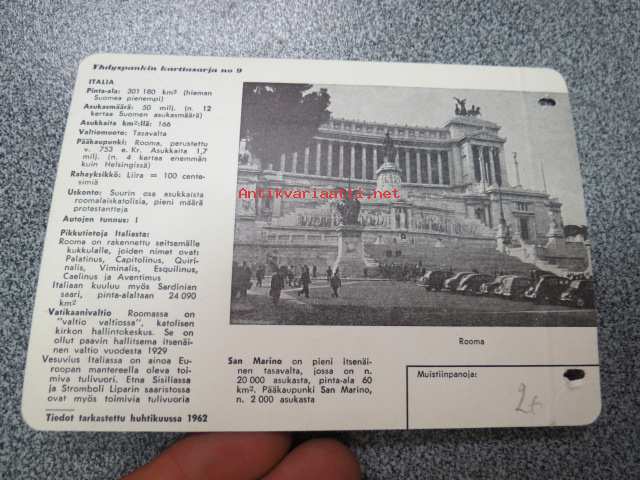 Yhdyspankin karttasarja no 9
ITALIA
Pinta-ala: 301 180 km² (hieman
Suomea pienempi)
Asukasmäärä: 50 milj. (n. 12
kertaa Suomen asukasmäärä)
Asukkaita km²:llä: 166
Valtiomuoto: Tasavalta
Pääkaupunki: Rooma, perustettu
v. 753 e. Kr. Asukkaita 1,7
milj. (n. 4 kertaa enemmän
kuin Helsingissä)
Rahayksikkö: Liira = 100 cente-
simiä
Uskonto: Suurin osa asukkaista
roomalaiskatolisia, pieni määrä
protestantteja
Autojen tunnus: I
Pikkutietoja Italiasta:
Rooma on rakennettu seitsemälle
kukkulalle, joiden nimet ovat:
Palatinus, Capitolinus, Quiri-
nalis, Viminalis, Esquilinus,
Caelinus ja Aventimus
Italiaan kuuluu myös Sardinian
saari, pinta-alaltaan 24 090
km²
Vatikaanivaltio Roomassa on
"valtio valtiossa", katolisen
kirkon hallintokeskus. Se on
ollut paavin hallitsema itsenäi-
nen valtio vuodesta 1929
Vesuvius Italiassa on ainoa Eu-
roopan mantereella oleva toi-
miva tulivuori. Etna Sisiliassa
ja Stromboli Liparin saaristossa
ovat myös toimivia tulivuoria
Tiedot tarkastettu huhtikuussa 1962
Antikvariaatti.net
Rooma
San Marino on pieni itsenäi-
nen tasavalta, jossa on n.
20 000 asukasta, pinta-ala 60
km². Pääkaupunki San Marino,
n. 2 000 asukasta
Muistiinpanoja: